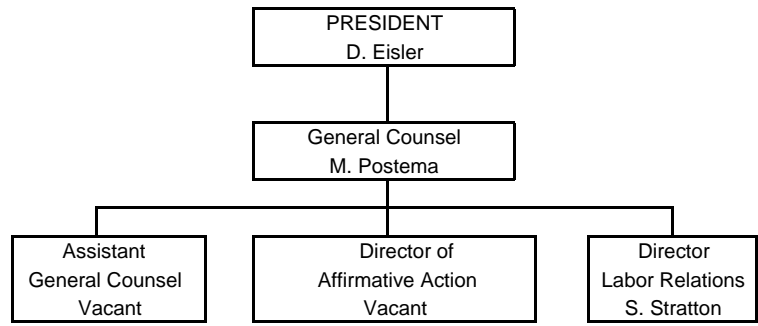 PRESIDENT
D. Eisler
General Counsel
M. Postema
Assistant
General Counsel
Vacant
Director of
Affirmative Action
Vacant
Director
Labor Relations
S. Stratton